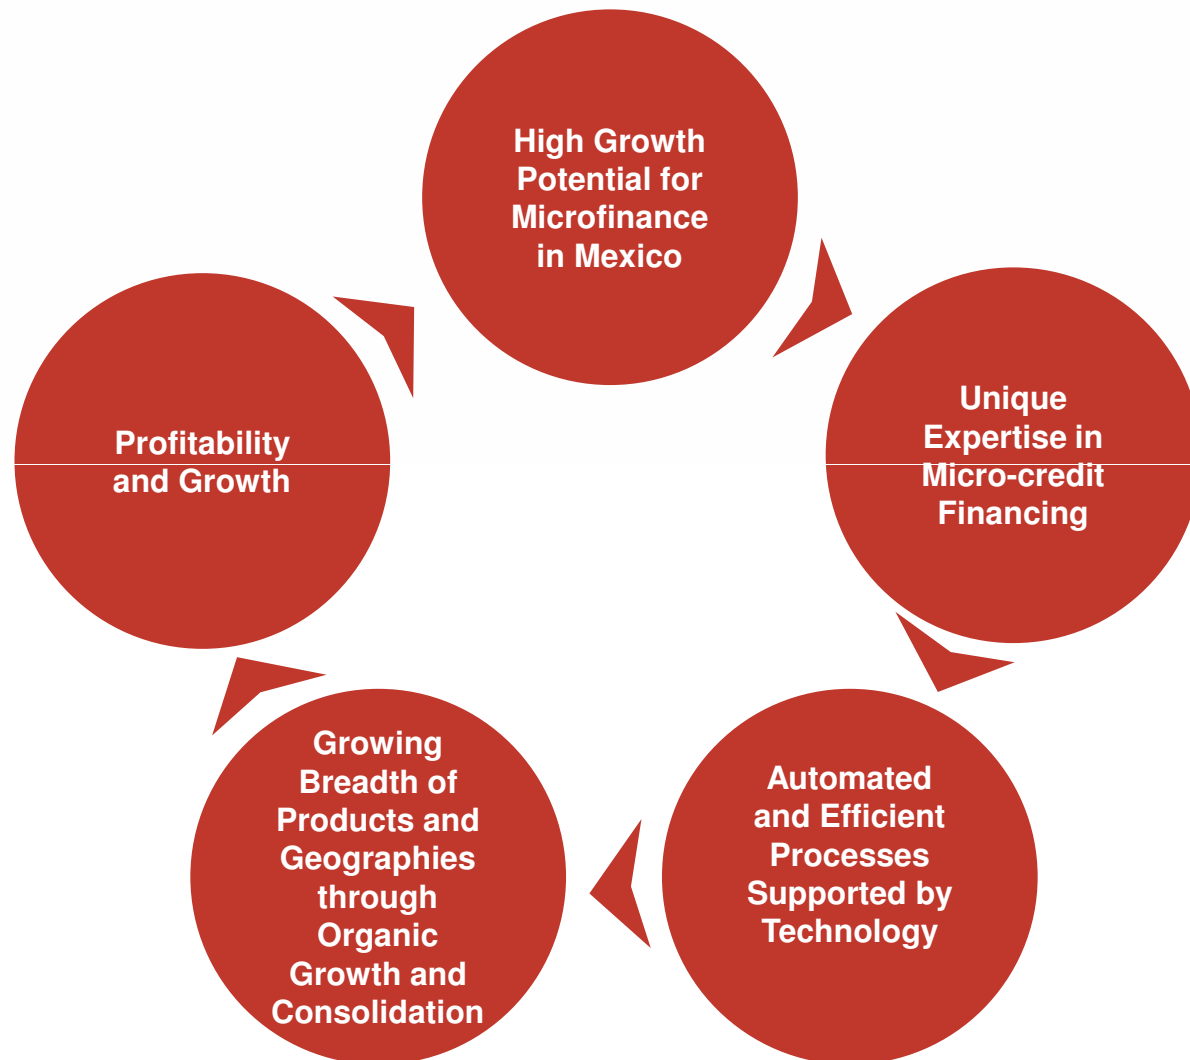 High Growth
Potential for
Microfinance
in Mexico
Unique
Expertise in
Micro-credit
Financing
Automated
and Efficient
Processes
Supported by
Technology
Growing
Breadth of
Products and
Geographies
through
Organic
Growth and
Consolidation
Profitability
and Growth